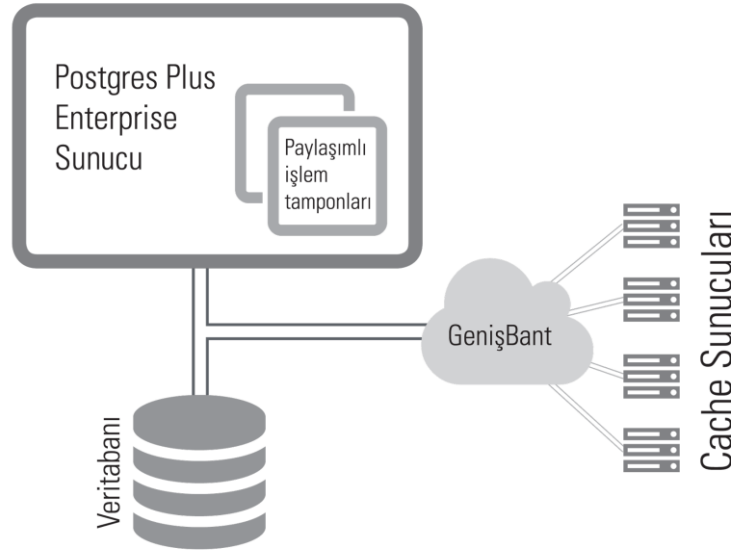 Postgres Plus
Enterprise
Sunucu
Paylaşımlı
işlem
tamponları
GenişBant
Cache Sunucuları
Veritabanı